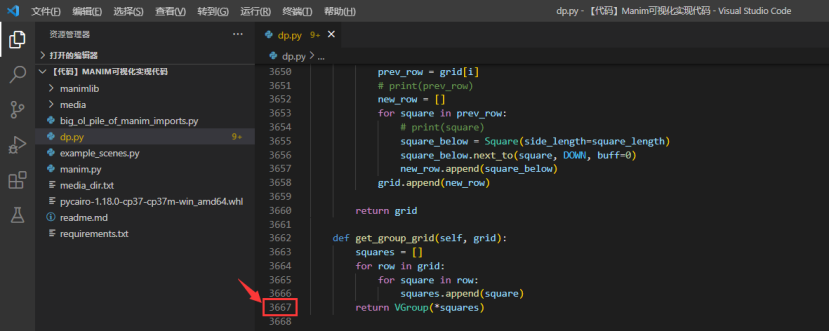 文件(F) 编辑(E) 选择(S) 查看(V) 转到(G) 运行(R) 终端(T) 帮助(H) dp.py - 【代码】Manim可视化实现代码 - Visual Studio Code
资源管理器 ...
打开的编辑器
【代码】MANIM可视化实现代码
manimlib
media
big_ol_pile_of_manim_imports.py
dp.py 9+
example_scenes.py
manim.py
media_dir.txt
pycairo-1.18.0-cp37-cp37m-win_amd64.whl
readme.md
requirements.txt
dp.py 9+ ×
dp.py > ...
3650 prev_row = grid[i]
3651 # print(prev_row)
3652 new_row = []
3653 for square in prev_row:
3654 # print(square)
3655 square_below = Square(side_length=square_length)
3656 square_below.next_to(square, DOWN, buff=0)
3657 new_row.append(square_below)
3658 grid.append(new_row)
3659
3660 return grid
3661
3662 def get_group_grid(self, grid):
3663 squares = []
3664 for row in grid:
3665 for square in row:
3666 squares.append(square)
3667 return VGroup(*squares)
3668